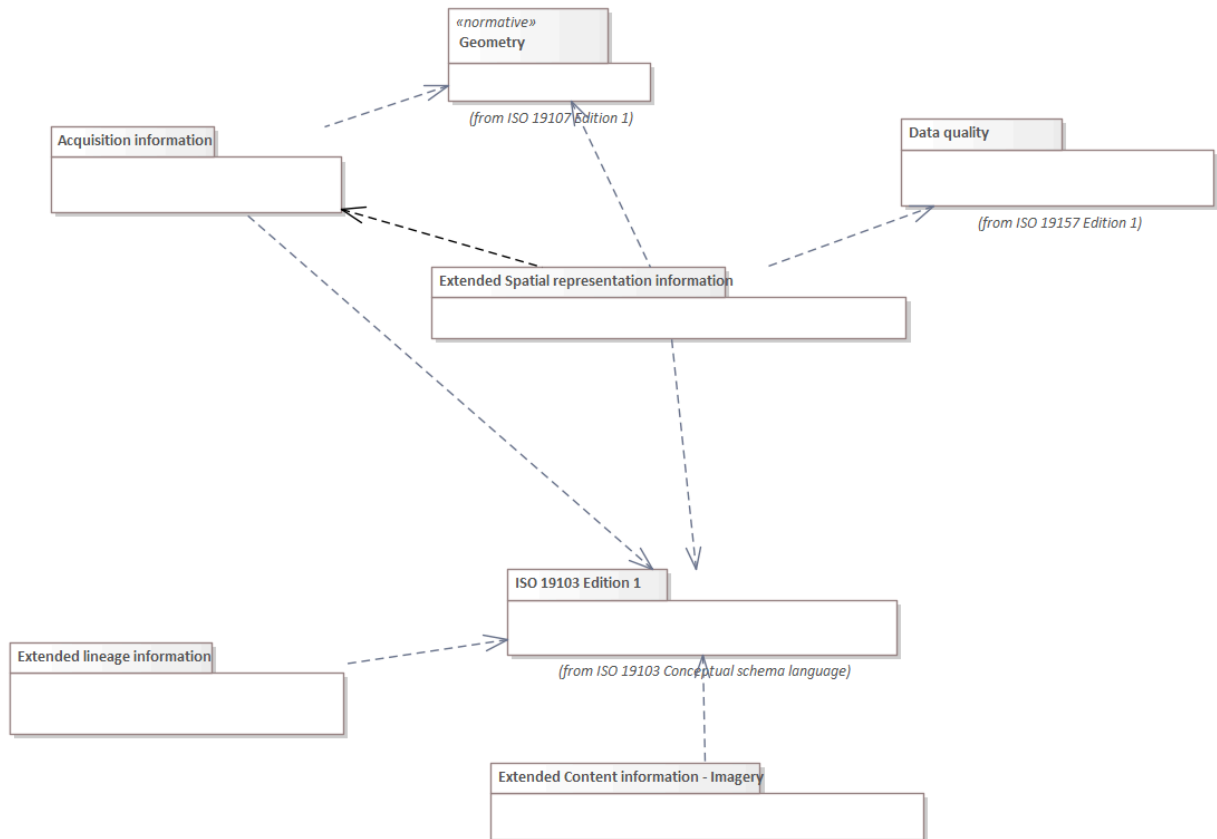 «normative»
Geometry
(from ISO 19107 Edition 1)
Acquisition information
Data quality
(from ISO 19157 Edition 1)
Extended Spatial representation information
ISO 19103 Edition 1
(from ISO 19103 Conceptual schema language)
Extended lineage information
Extended Content information - Imagery